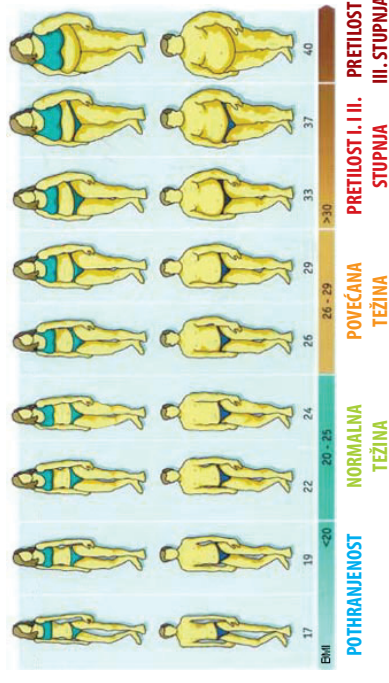 17 19 22 24 26 29 33 37 40
BMI <20 20 - 25 26 - 29 >30
POTHRANJENOST
NORMALNA
TEŽINA
POVEĆANA
TEŽINA
PRETILOST I. I II.
STUPNJA
PRETILOST
III. STUPNJA